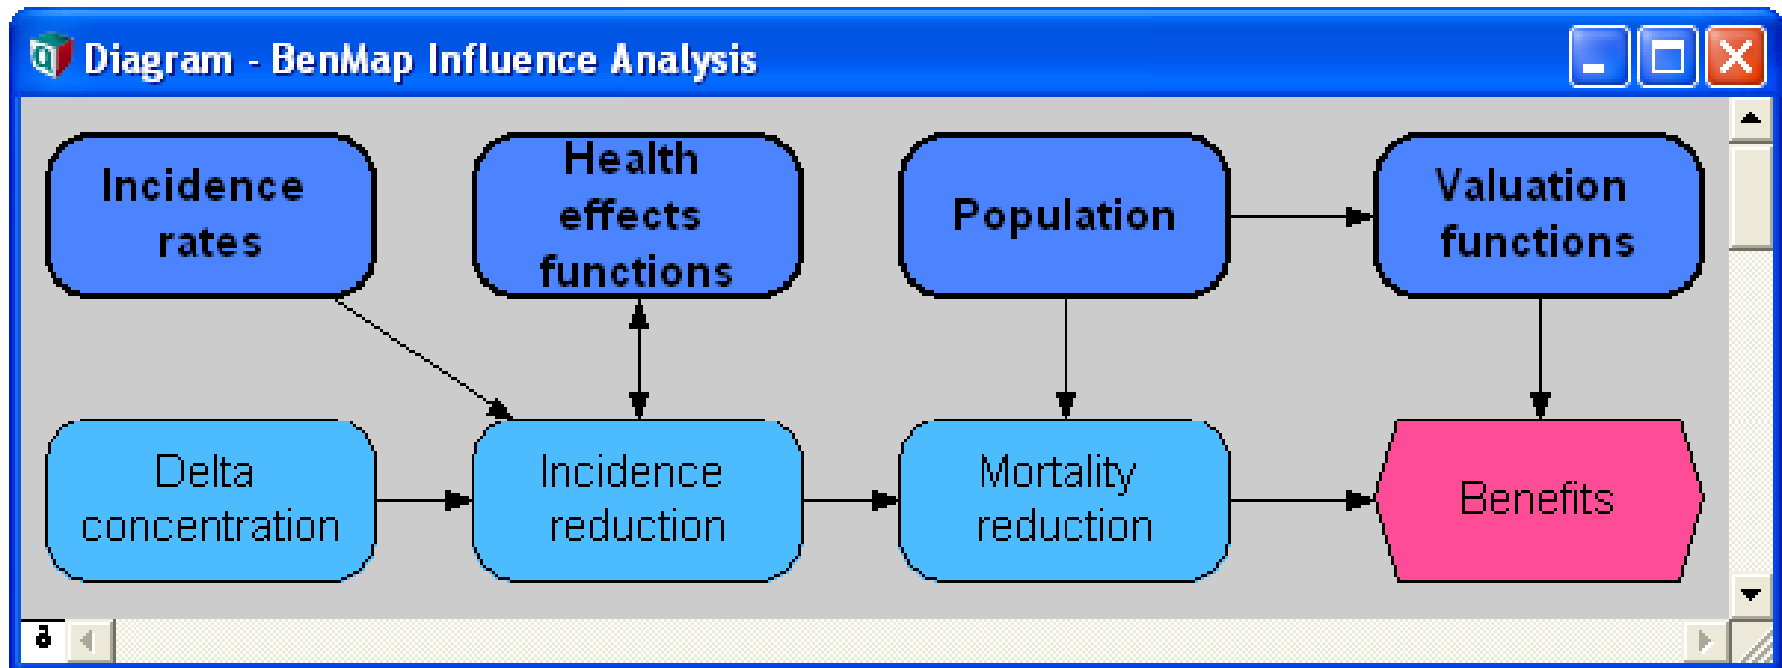 Diagram - BenMap Influence Analysis
Incidence
rates
Health
effects
functions
Population
Valuation
functions
Delta
concentration
Incidence
reduction
Mortality
reduction
Benefits